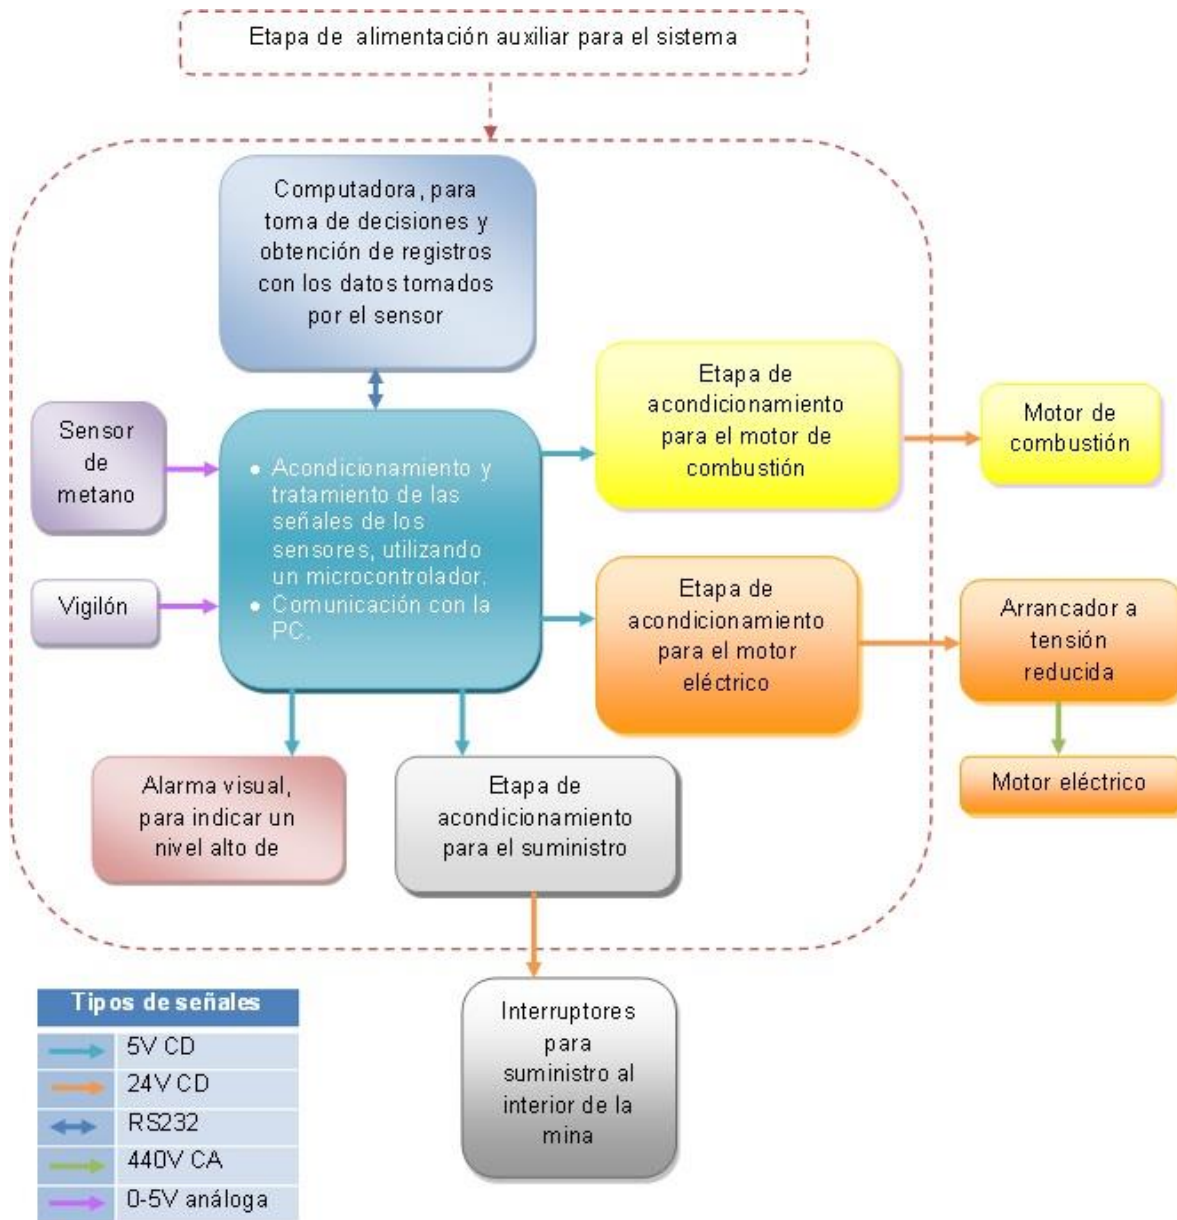 Etapa de alimentación auxiliar para el sistema
Computadora, para
toma de decisiones y
obtención de registros
con los datos tomados
por el sensor
Sensor
de
metano
Vigilón
• Acondicionamiento y
tratamiento de las
señales de los
sensores, utilizando
un microcontrolador.
• Comunicación con la
PC.
Etapa de
acondicionamiento
para el motor de
combustión
Motor de
combustión
Etapa de
acondicionamiento
para el motor
eléctrico
Arrancador a
tensión
reducida
Motor eléctrico
Alarma visual,
para indicar un
nivel alto de
Etapa de
acondicionamiento
para el suministro
Interruptores
para
suministro al
interior de la
mina
Tipos de señales
5V CD
24V CD
RS232
440V CA
0-5V análoga